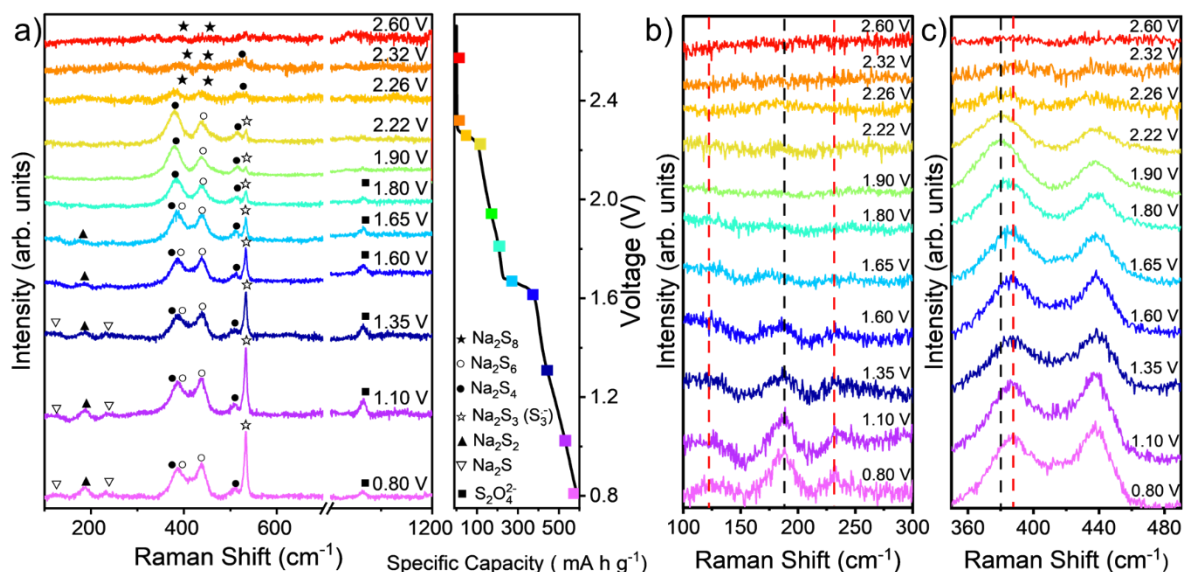 a)
2.60 V
2.32 V
2.26 V
2.22 V
1.90 V
1.80 V
1.65 V
1.60 V
1.35 V
1.10 V
0.80 V
Intensity (arb. units)
200 400 600 1200
Raman Shift (cm-1)
2.4
2.0
1.6
1.2
0.8
Voltage (V)
★ Na2S8
○ Na2S6
● Na2S4
☆ Na2S3 (S3-)
▲ Na2S2
▽ Na2S
■ S2O4 2-
0 100 400
Specific Capacity ( mA h g-1)
b)
2.60 V
2.32 V
2.26 V
2.22 V
1.90 V
1.80 V
1.65 V
1.60 V
1.35 V
1.10 V
0.80 V
Intensity (arb. units)
100 150 200 250 300
Raman Shift (cm-1)
c)
2.60 V
2.32 V
2.26 V
2.22 V
1.90 V
1.80 V
1.65 V
1.60 V
1.35 V
1.10 V
0.80 V
Intensity (arb. units)
360 400 440 480
Raman Shift (cm-1)